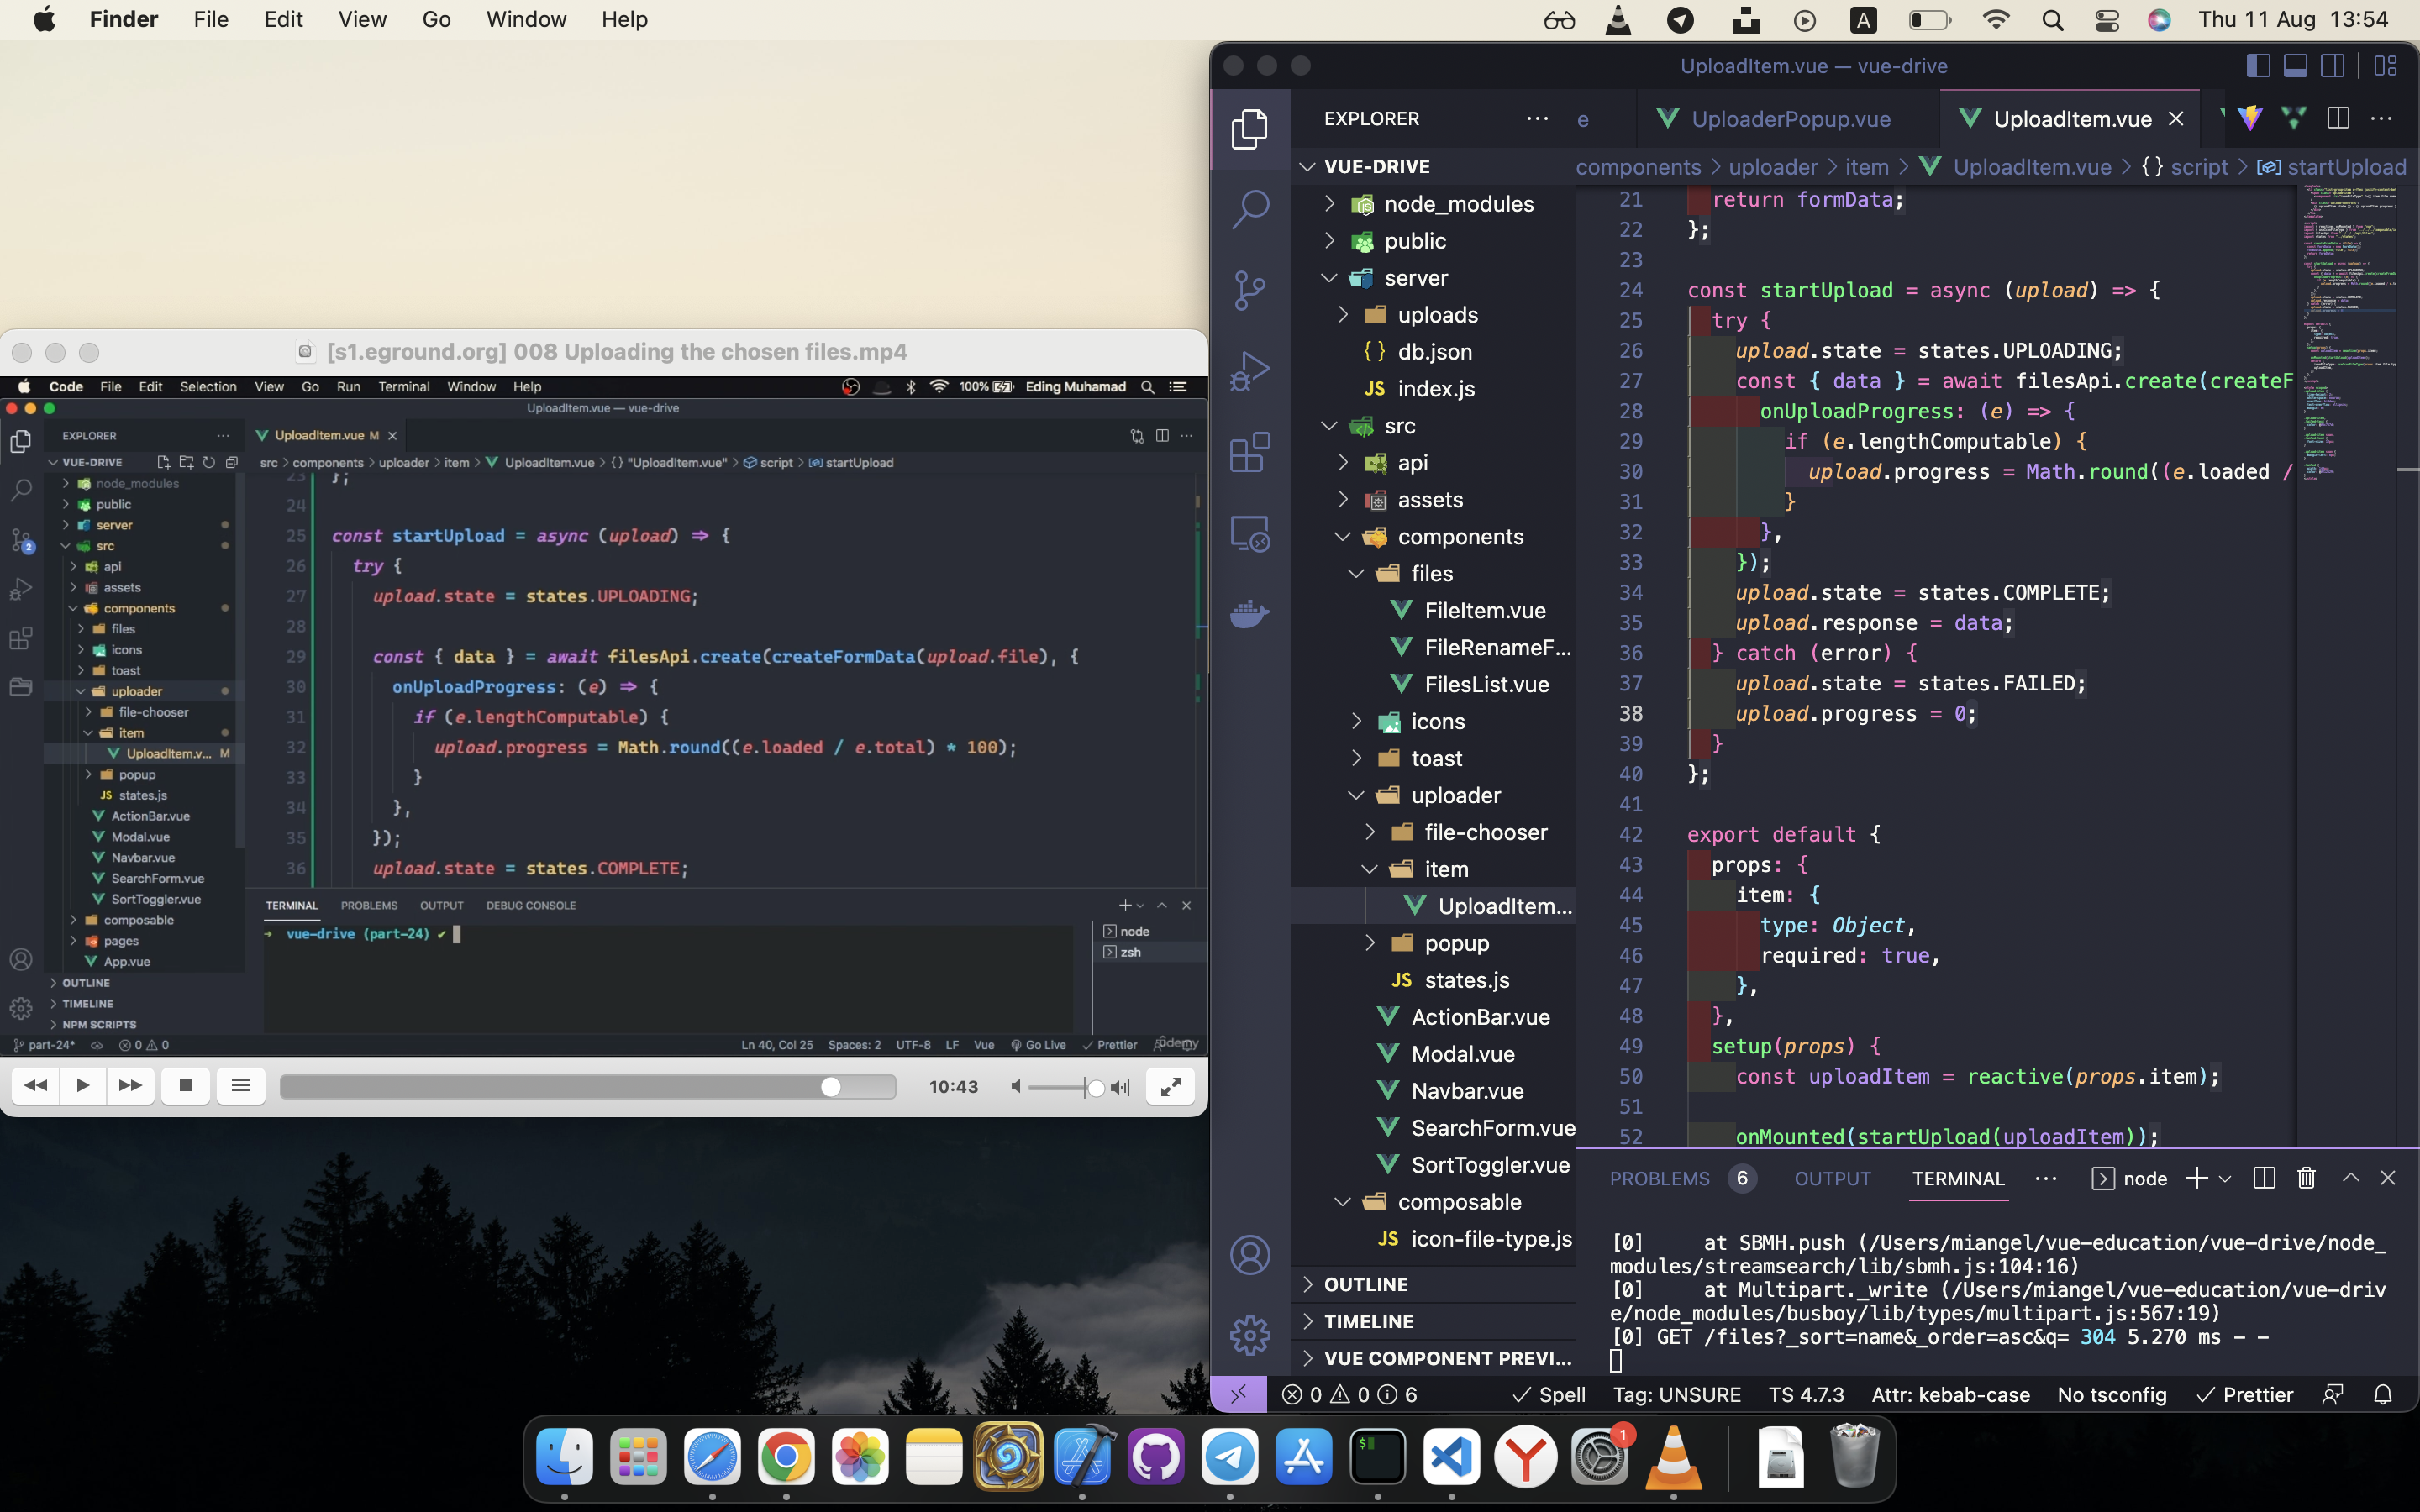 Finder File Edit View Go Window Help
A
Thu 11 Aug 13:54
[s1.eground.org] 008 Uploading the chosen files.mp4
Code File Edit Selection View Go Run Terminal Window Help
100% Eding Muhamad
UploadItem.vue — vue-drive
EXPLORER ···
UploadItem.vue M
VUE-DRIVE
src > components > uploader > item > UploadItem.vue > {} "UploadItem.vue" > script > startUpload
node_modules
public
server
src
api
assets
components
files
icons
toast
uploader
file-chooser
item
UploadItem.v... M
popup
JS states.js
ActionBar.vue
Modal.vue
Navbar.vue
SearchForm.vue
SortToggler.vue
composable
pages
App.vue
OUTLINE
TIMELINE
NPM SCRIPTS
2
23 };
24
25 const startUpload = async (upload) => {
26 try {
27 upload.state = states.UPLOADING;
28
29 const { data } = await filesApi.create(createFormData(upload.file), {
30 onUploadProgress: (e) => {
31 if (e.lengthComputable) {
32 upload.progress = Math.round((e.loaded / e.total) * 100);
33 }
34 },
35 });
36 upload.state = states.COMPLETE;
TERMINAL PROBLEMS OUTPUT DEBUG CONSOLE
vue-drive (part-24) ✔
node
zsh
part-24* 0 0
Ln 40, Col 25 Spaces: 2 UTF-8 LF Vue Go Live Prettier
ûdemy
10:43
UploadItem.vue — vue-drive
EXPLORER ···
e UploaderPopup.vue UploadItem.vue
VUE-DRIVE
components > uploader > item > UploadItem.vue > {} script > startUpload
node_modules
public
server
uploads
{ } db.json
JS index.js
src
api
assets
components
files
FileItem.vue
FileRenameF...
FilesList.vue
icons
toast
uploader
file-chooser
item
UploadItem...
popup
JS states.js
ActionBar.vue
Modal.vue
Navbar.vue
SearchForm.vue
SortToggler.vue
composable
JS icon-file-type.js
OUTLINE
TIMELINE
VUE COMPONENT PREVI...
21 return formData;
22 };
23
24 const startUpload = async (upload) => {
25 try {
26 upload.state = states.UPLOADING;
27 const { data } = await filesApi.create(createF
28 onUploadProgress: (e) => {
29 if (e.lengthComputable) {
30 upload.progress = Math.round((e.loaded /
31 }
32 },
33 });
34 upload.state = states.COMPLETE;
35 upload.response = data;
36 } catch (error) {
37 upload.state = states.FAILED;
38 upload.progress = 0;
39 }
40 };
41
42 export default {
43 props: {
44 item: {
45 type: Object,
46 required: true,
47 },
48 },
49 setup(props) {
50 const uploadItem = reactive(props.item);
51
52 onMounted(startUpload(uploadItem));
PROBLEMS 6 OUTPUT TERMINAL ··· node
[0] at SBMH.push (/Users/miangel/vue-education/vue-drive/node_
modules/streamsearch/lib/sbmh.js:104:16)
[0] at Multipart._write (/Users/miangel/vue-education/vue-driv
e/node_modules/busboy/lib/types/multipart.js:567:19)
[0] GET /files?_sort=name&_order=asc&q= 304 5.270 ms - -
0 0 6 Spell Tag: UNSURE TS 4.7.3 Attr: kebab-case No tsconfig Prettier
1